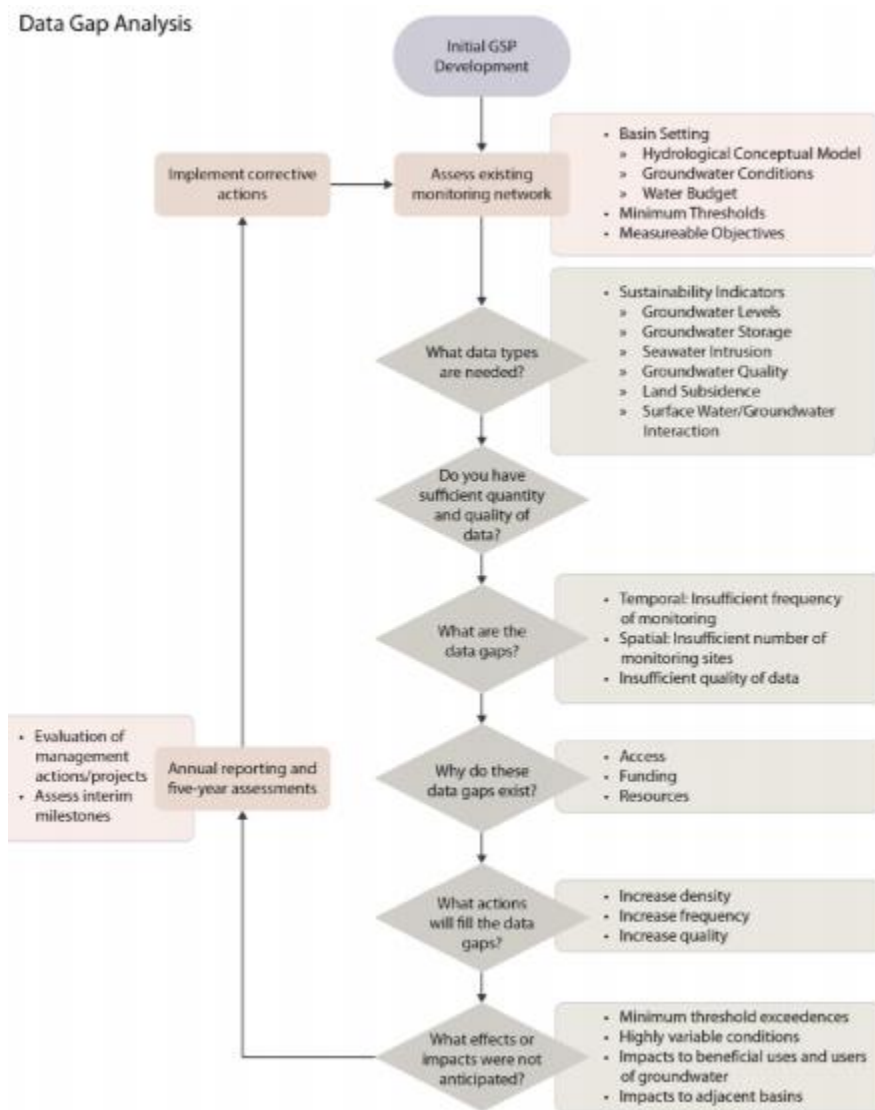 Data Gap Analysis
Initial GSP
Development
Implement corrective
actions
Assess existing
monitoring network
• Basin Setting
» Hydrological Conceptual Model
» Groundwater Conditions
» Water Budget
• Minimum Thresholds
• Measureable Objectives
What data types
are needed?
• Sustainability Indicators
» Groundwater Levels
» Groundwater Storage
» Seawater Intrusion
» Groundwater Quality
» Land Subsidence
» Surface Water/Groundwater
Interaction
Do you have
sufficient quantity
and quality of
data?
What are the
data gaps?
• Temporal: Insufficient frequency
of monitoring
• Spatial: Insufficient number of
monitoring sites
• Insufficient quality of data
• Evaluation of
management
actions/projects
• Assess interim
milestones
Annual reporting and
five-year assessments
Why do these
data gaps exist?
• Access
• Funding
• Resources
What actions
will fill the data
gaps?
• Increase density
• Increase frequency
• Increase quality
What effects or
impacts were not
anticipated?
• Minimum threshold exceedences
• Highly variable conditions
• Impacts to beneficial uses and users
of groundwater
• Impacts to adjacent basins